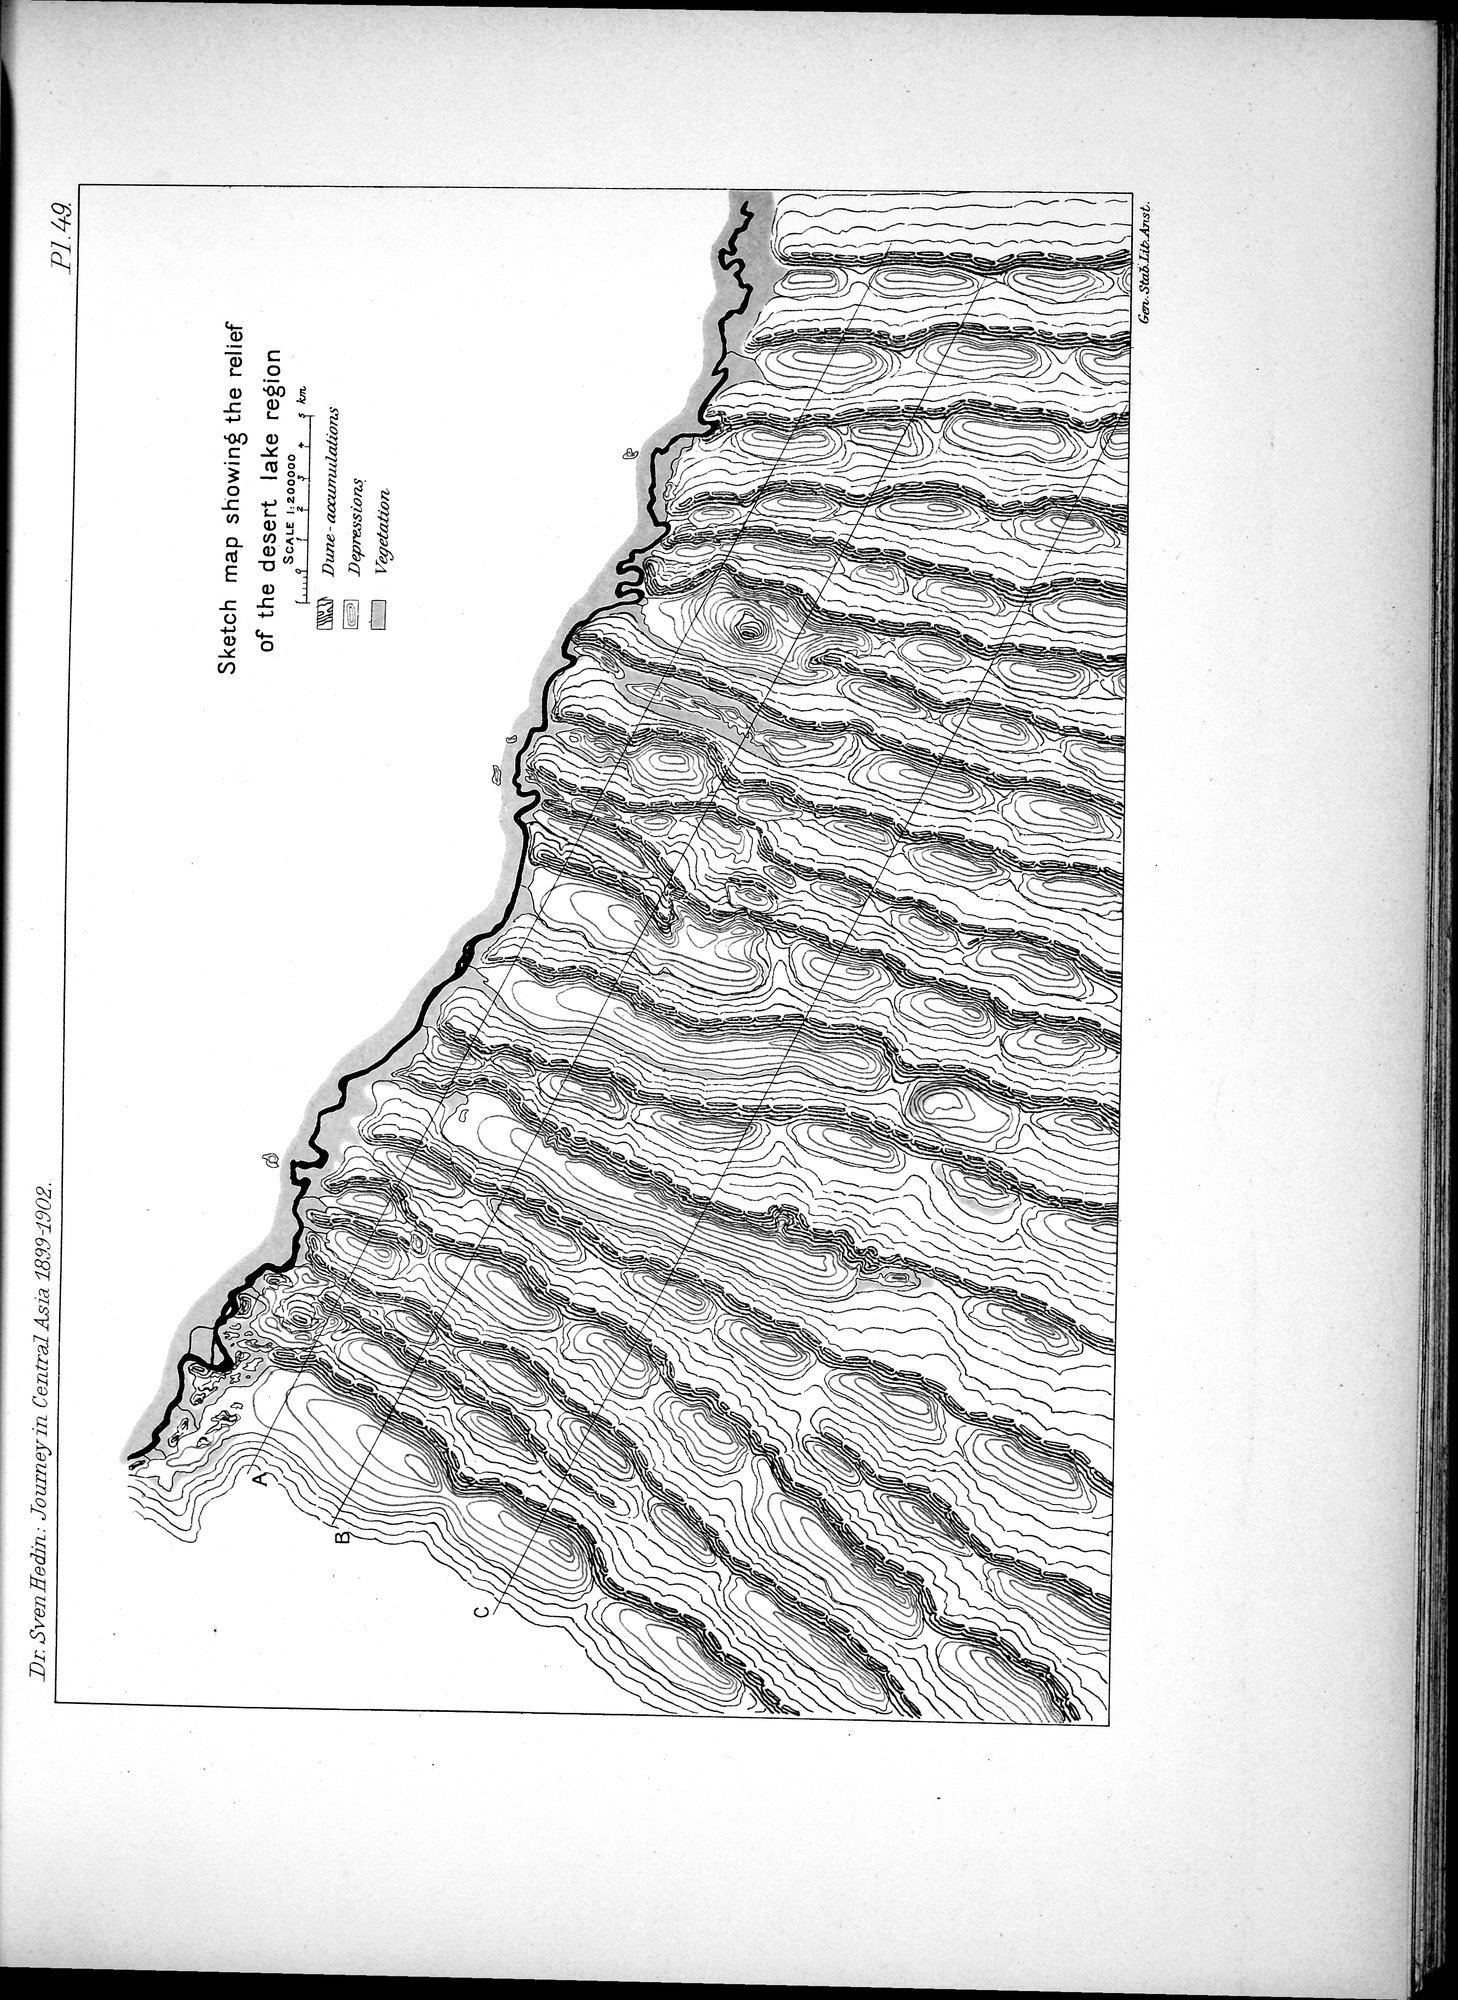 Dr. Sven Hedin: Journey in Central Asia 1899-1902.
Pl. 49.
Sketch map showing the relief
of the desert lake region
SCALE 1:200000
1 0 1 2 3 4 5 km
Dune-accumulations
Depressions
Vegetation
A
B
C
Gen. Stab. Lit. Anst.